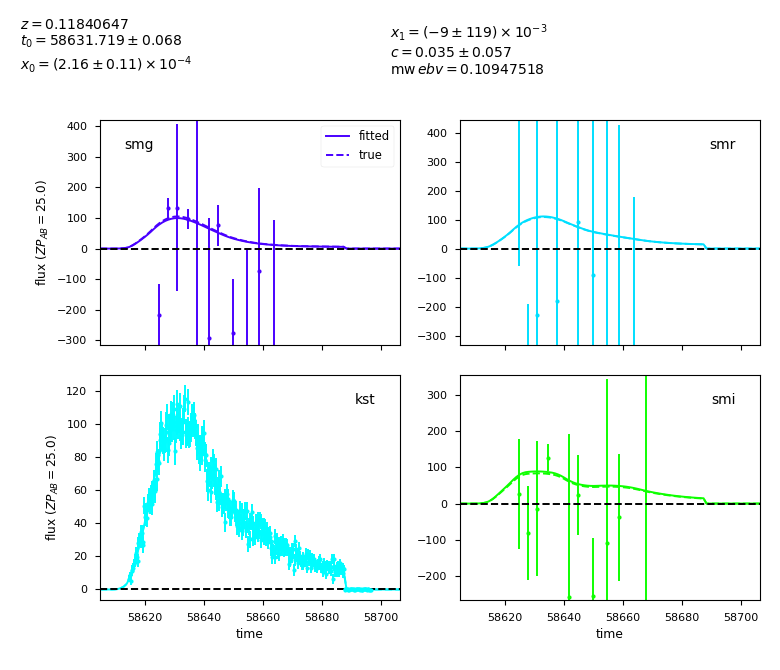 z = 0.11840647
t₀ = 58631.719 ± 0.068
x₀ = (2.16 ± 0.11) × 10⁻⁴
x₁ = (−9 ± 119) × 10⁻³
c = 0.035 ± 0.057
mw ebv = 0.10947518
smg
fitted
true
400
300
200
100
0
−100
−200
−300
flux (ZP_AB = 25.0)
smr
400
300
200
100
0
−100
−200
−300
kst
120
100
80
60
40
20
0
flux (ZP_AB = 25.0)
58620 58640 58660 58680 58700
time
smi
300
200
100
0
−100
−200
58620 58640 58660 58680 58700
time